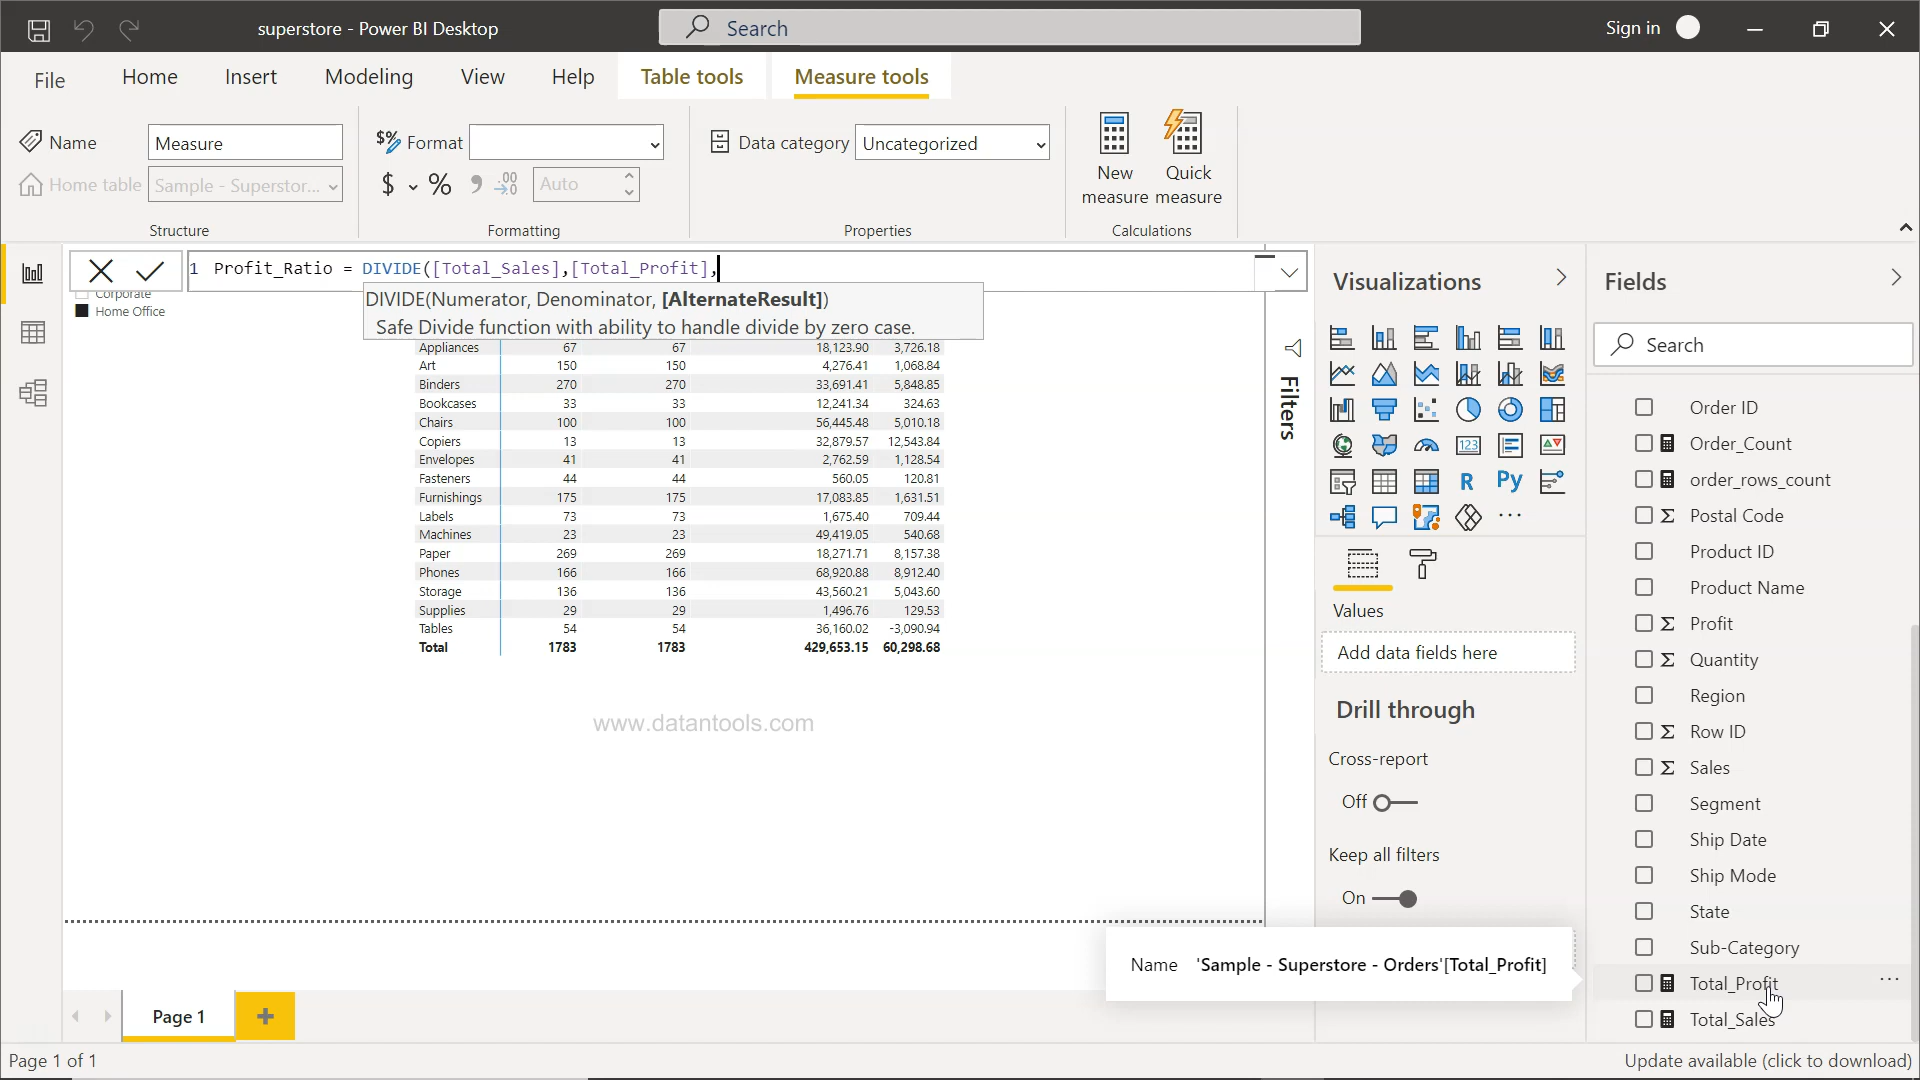 superstore - Power BI Desktop
Search
Sign in
File
Home
Insert
Modeling
View
Help
Table tools
Measure tools
Name
Measure
Home table
Sample - Superstor...
Structure
$% Format
$ % 9 .00 →.0 Auto
Formatting
Data category
Uncategorized
Properties
New measure
Quick measure
Calculations
1 Profit_Ratio = DIVIDE([Total_Sales],[Total_Profit],
DIVIDE(Numerator, Denominator, [AlternateResult])
Safe Divide function with ability to handle divide by zero case.
Corporate
Home Office
Appliances 67 67 18,123.90 3,726.18
Art 150 150 4,276.41 1,068.84
Binders 270 270 33,691.41 5,848.85
Bookcases 33 33 12,241.34 324.63
Chairs 100 100 56,445.48 5,010.18
Copiers 13 13 32,879.57 12,543.84
Envelopes 41 41 2,762.59 1,128.54
Fasteners 44 44 560.05 120.81
Furnishings 175 175 17,083.85 1,631.51
Labels 73 73 1,675.40 709.44
Machines 23 23 49,419.05 540.68
Paper 269 269 18,271.71 8,157.38
Phones 166 166 68,920.88 8,912.40
Storage 136 136 43,560.21 5,043.60
Supplies 29 29 1,496.76 129.53
Tables 54 54 36,160.02 -3,090.94
Total 1783 1783 429,653.15 60,298.68
www.datantools.com
Filters
Visualizations
123
R
Py
...
Values
Add data fields here
Drill through
Cross-report
Off
Keep all filters
On
Name 'Sample - Superstore - Orders'[Total_Profit]
Fields
Search
Order ID
Order_Count
order_rows_count
Σ Postal Code
Product ID
Product Name
Σ Profit
Σ Quantity
Region
Σ Row ID
Σ Sales
Segment
Ship Date
Ship Mode
State
Sub-Category
Total_Profit ...
Total_Sales
Page 1
+
Page 1 of 1
Update available (click to download)